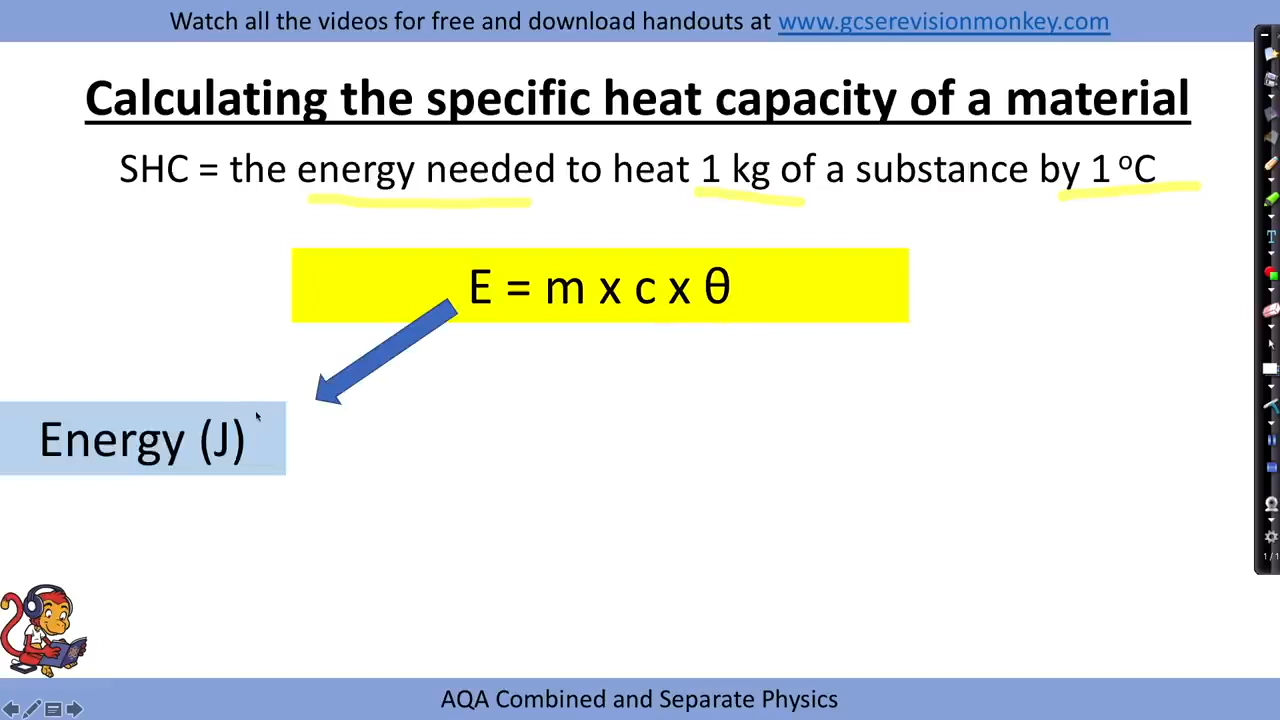 Watch all the videos for free and download handouts at www.gcserevisionmonkey.com
Calculating the specific heat capacity of a material
SHC = the energy needed to heat 1 kg of a substance by 1 ºC
E = m x c x θ
Energy (J)
AQA Combined and Separate Physics
T
1/1